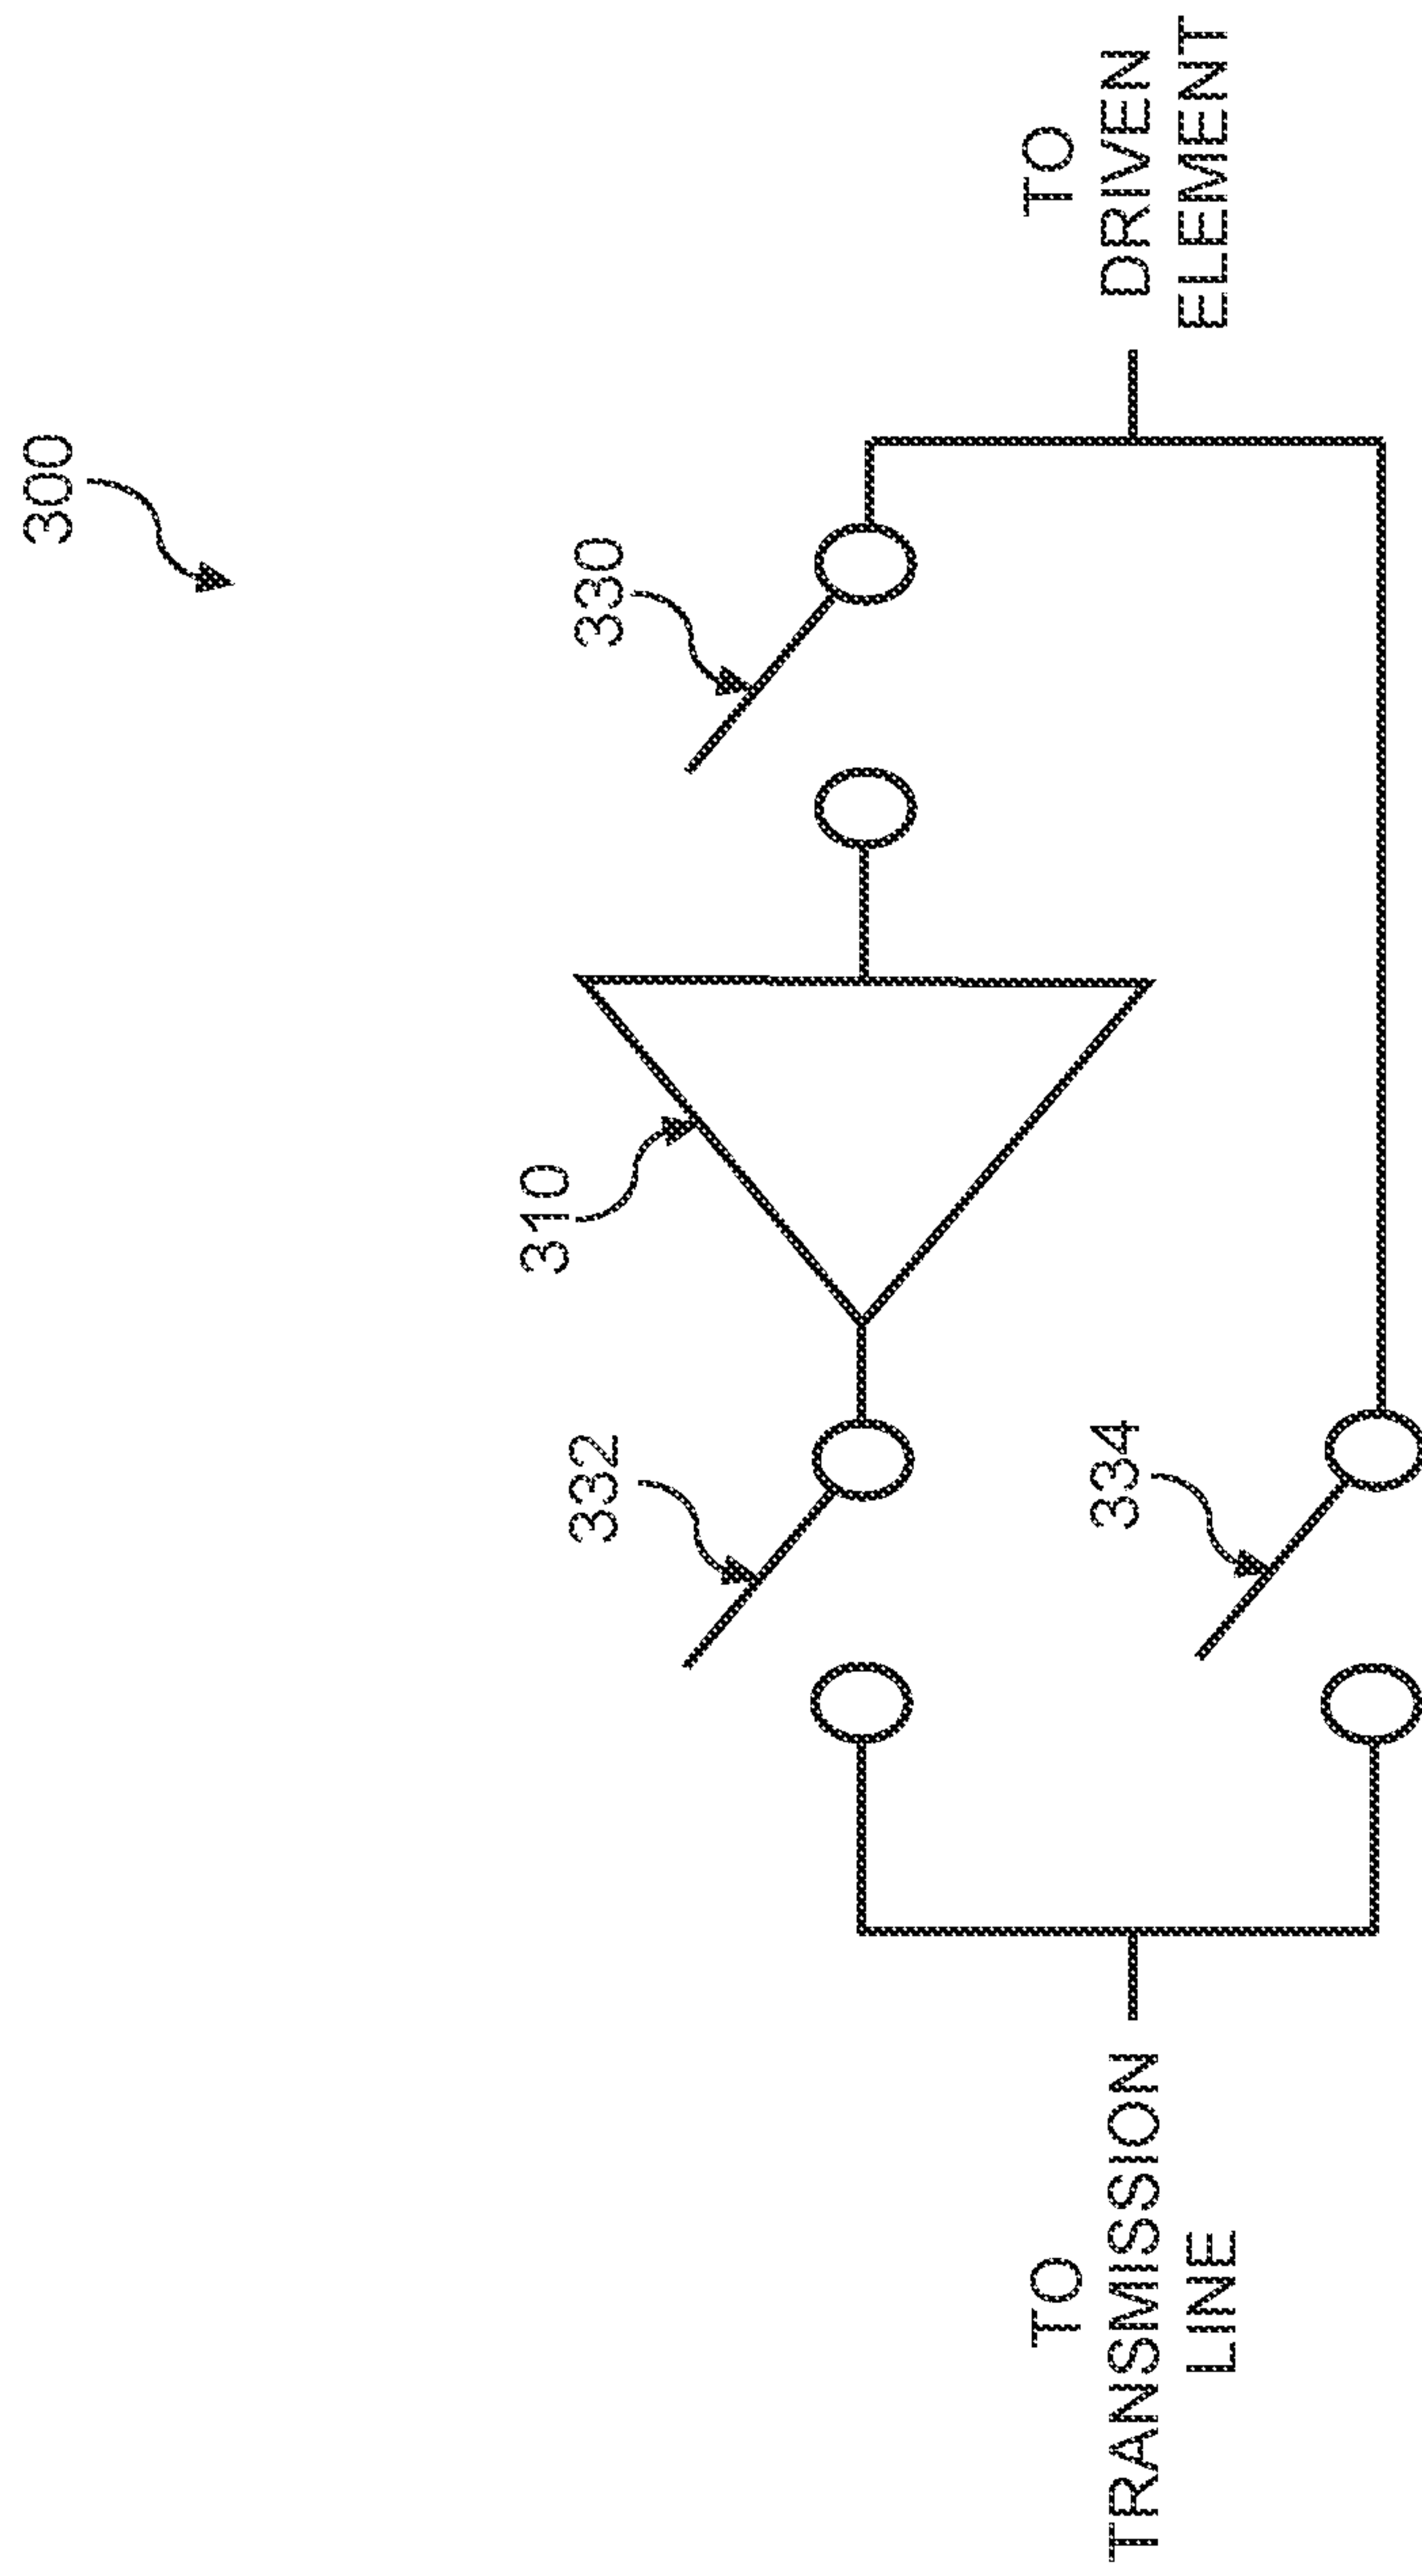 300
330
310
332
334
TO
TRANSMISSION
LINE
TO
DRIVEN
ELEMENT